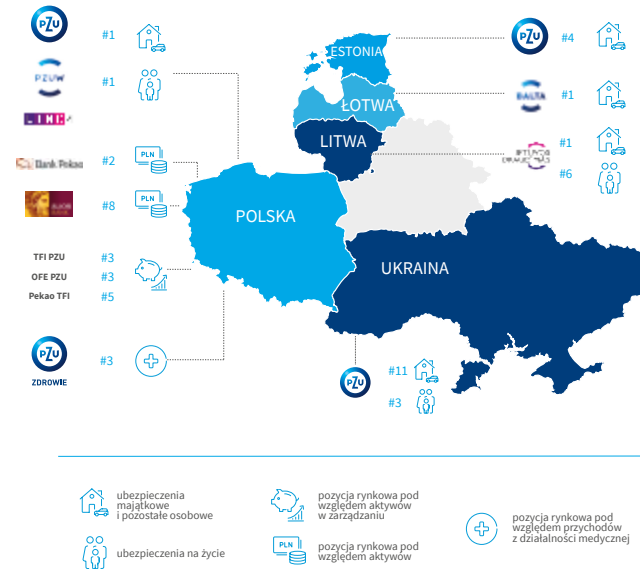 PZU
#1
PZUW
#1
LINK4
Bank Pekao
PLN
#2
PLN
#8
TFI PZU #3
OFE PZU #3
Pekao TFI #5
PZU
ZDROWIE
#3
ESTONIA
ŁOTWA
LITWA
POLSKA
UKRAINA
PZU
#4
BALTA
#1
#1
#6
PZU
#11
#3
ubezpieczenia
majątkowe
i pozostałe osobowe
ubezpieczenia na życie
pozycja rynkowa pod
względem aktywów
w zarządzaniu
PLN
pozycja rynkowa pod
względem aktywów
pozycja rynkowa pod
względem przychodów
z działalności medycznej